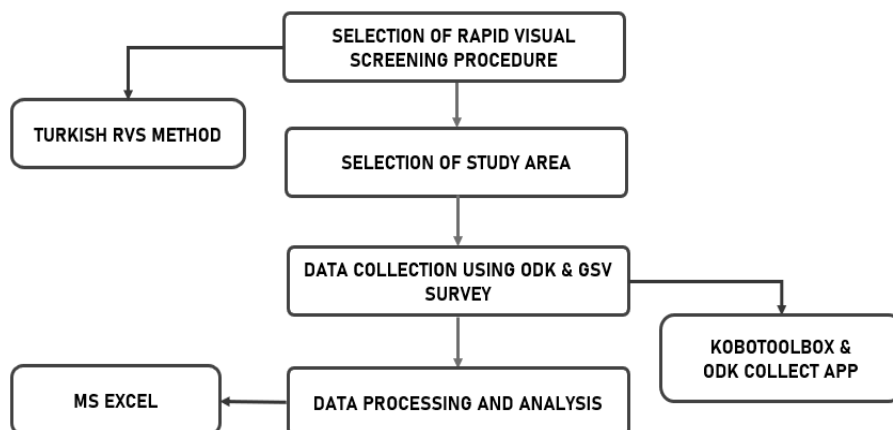 SELECTION OF RAPID VISUAL
SCREENING PROCEDURE
TURKISH RVS METHOD
SELECTION OF STUDY AREA
DATA COLLECTION USING ODK & GSV
SURVEY
KOBOTOOLBOX &
ODK COLLECT APP
MS EXCEL
DATA PROCESSING AND ANALYSIS